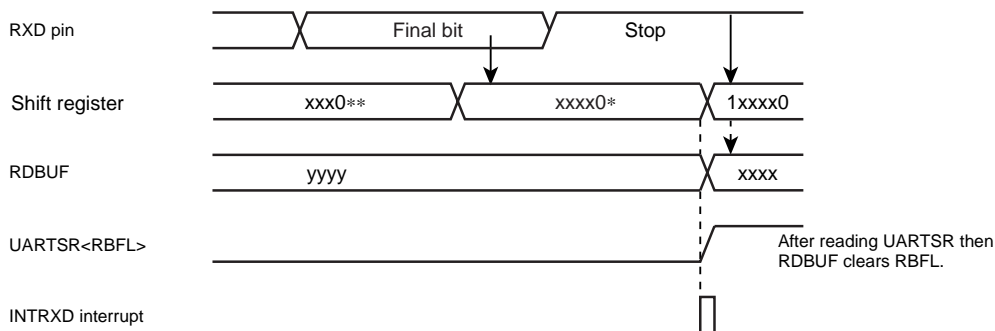 RXD pin
Final bit
Stop
Shift register
xxx0**
xxxx0*
1xxxx0
RDBUF
yyyy
xxxx
UARTSR<RBFL>
After reading UARTSR then
RDBUF clears RBFL.
INTRXD interrupt